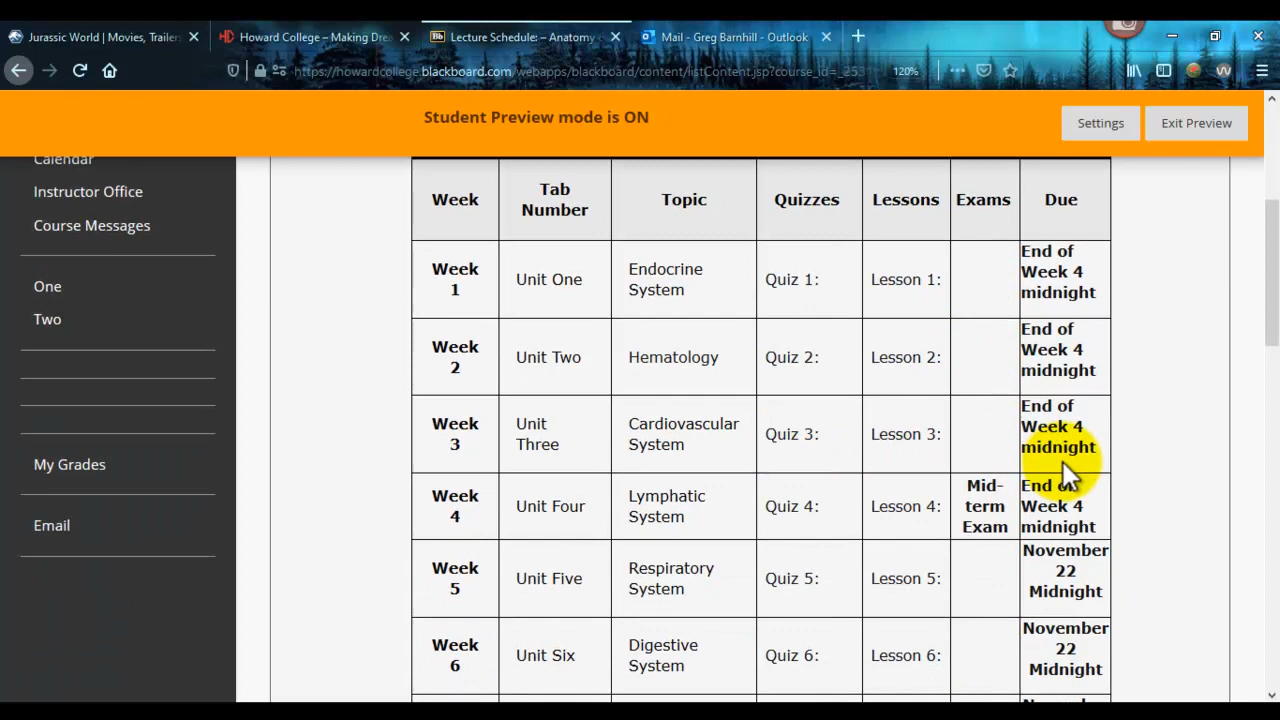 Jurassic World | Movies, Trailer
Howard College – Making Dre
Bb Lecture Schedule: – Anatomy
Mail - Greg Barnhill - Outlook
https://howardcollege.blackboard.com/webapps/blackboard/content/listContent.jsp?course_id=_253
120%
Student Preview mode is ON
Settings
Exit Preview
Calendar
Instructor Office
Course Messages
One
Two
My Grades
Email
Week
Tab
Number
Topic
Quizzes
Lessons
Exams
Due
Week
1
Unit One
Endocrine
System
Quiz 1:
Lesson 1:
End of
Week 4
midnight
Week
2
Unit Two
Hematology
Quiz 2:
Lesson 2:
End of
Week 4
midnight
Week
3
Unit
Three
Cardiovascular
System
Quiz 3:
Lesson 3:
End of
Week 4
midnight
Week
4
Unit Four
Lymphatic
System
Quiz 4:
Lesson 4:
Mid-
term
Exam
End of
Week 4
midnight
Week
5
Unit Five
Respiratory
System
Quiz 5:
Lesson 5:
November
22
Midnight
Week
6
Unit Six
Digestive
System
Quiz 6:
Lesson 6:
November
22
Midnight